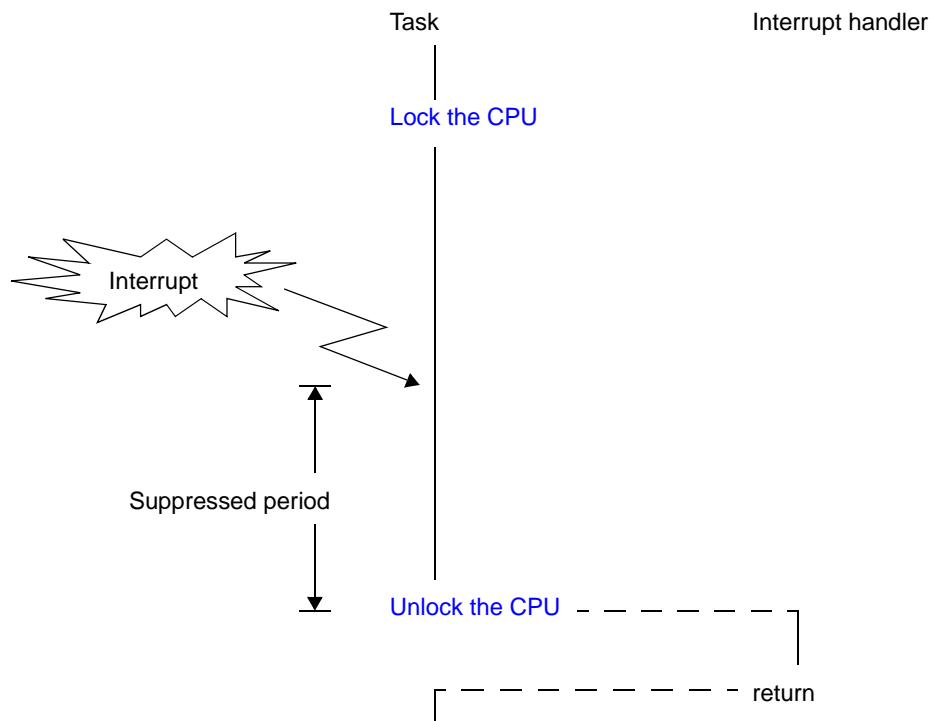 Task
Interrupt handler
Lock the CPU
Interrupt
Suppressed period
Unlock the CPU
return